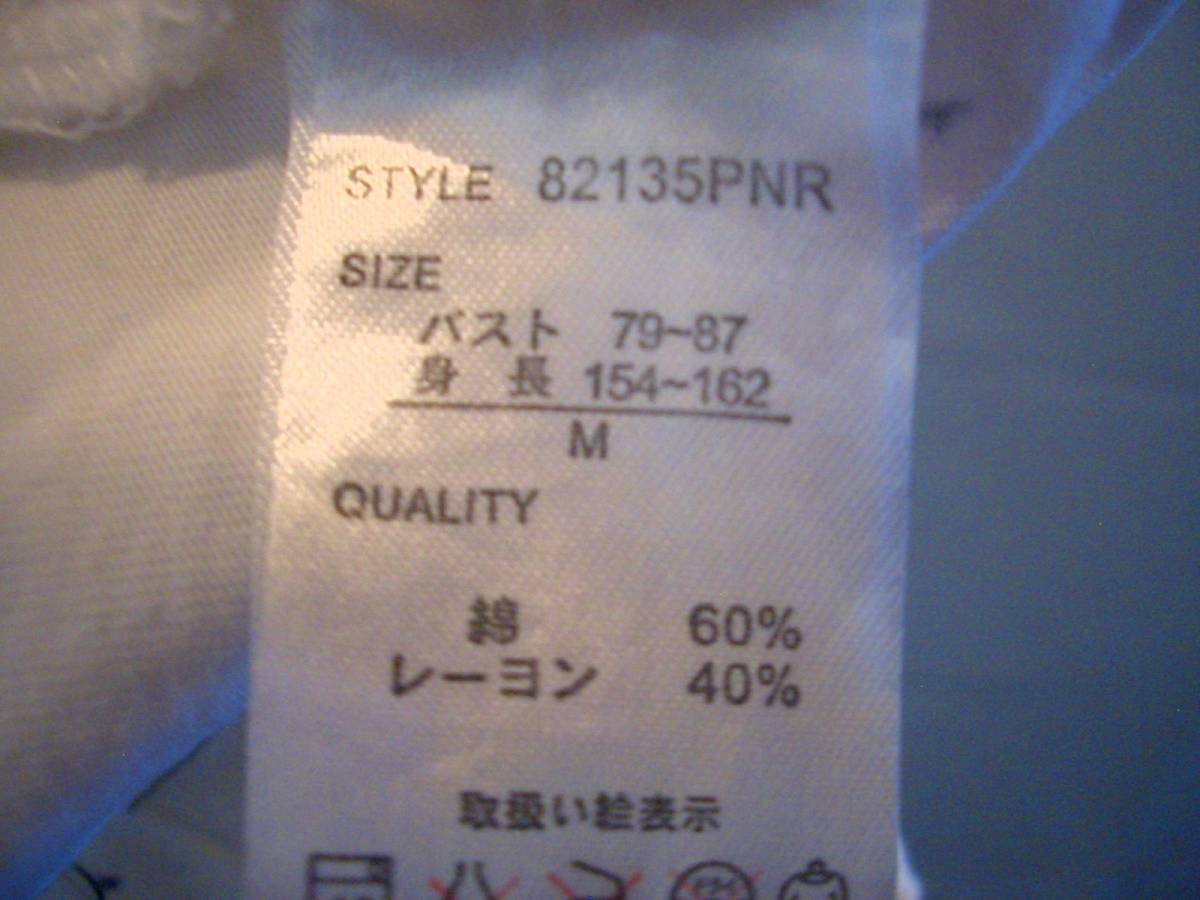 STYLE 82135PNR
SIZE
バスト 79~87
身 長 154~162
M
QUALITY
綿 60%
レーヨン 40%
取扱い絵表示